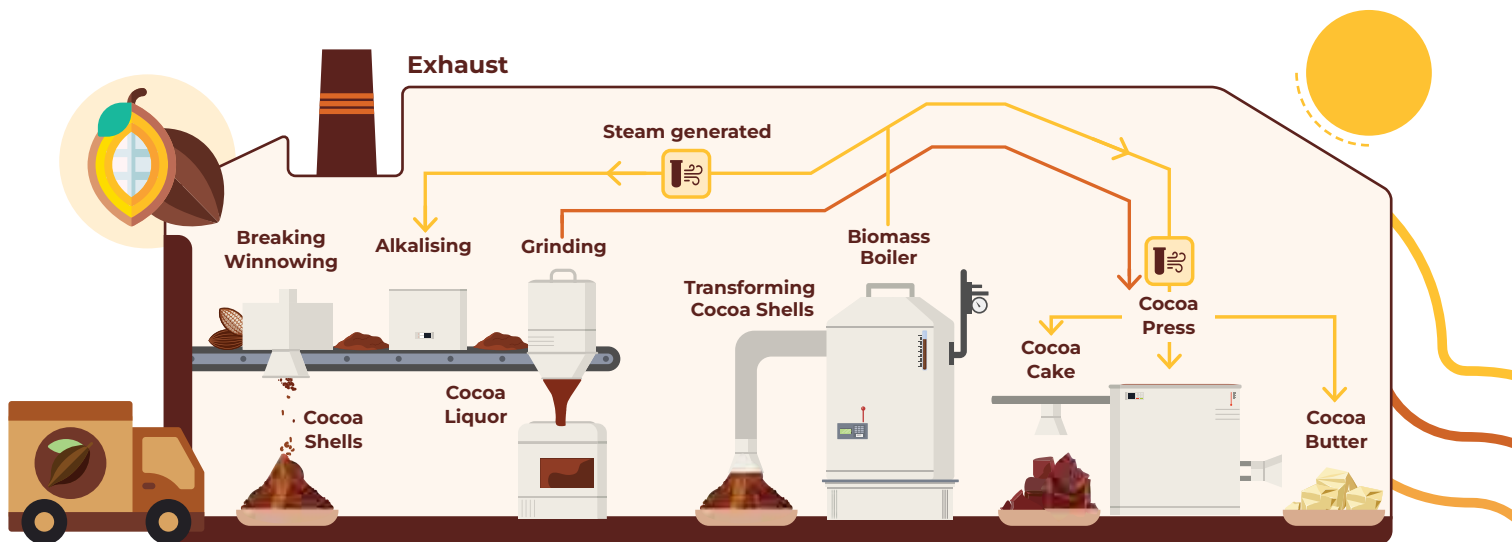 Exhaust
Steam generated
Breaking
Winnowing
Alkalising
Grinding
Biomass
Boiler
Transforming
Cocoa Shells
Cocoa
Press
Cocoa
Cake
Cocoa
Liquor
Cocoa
Shells
Cocoa
Butter